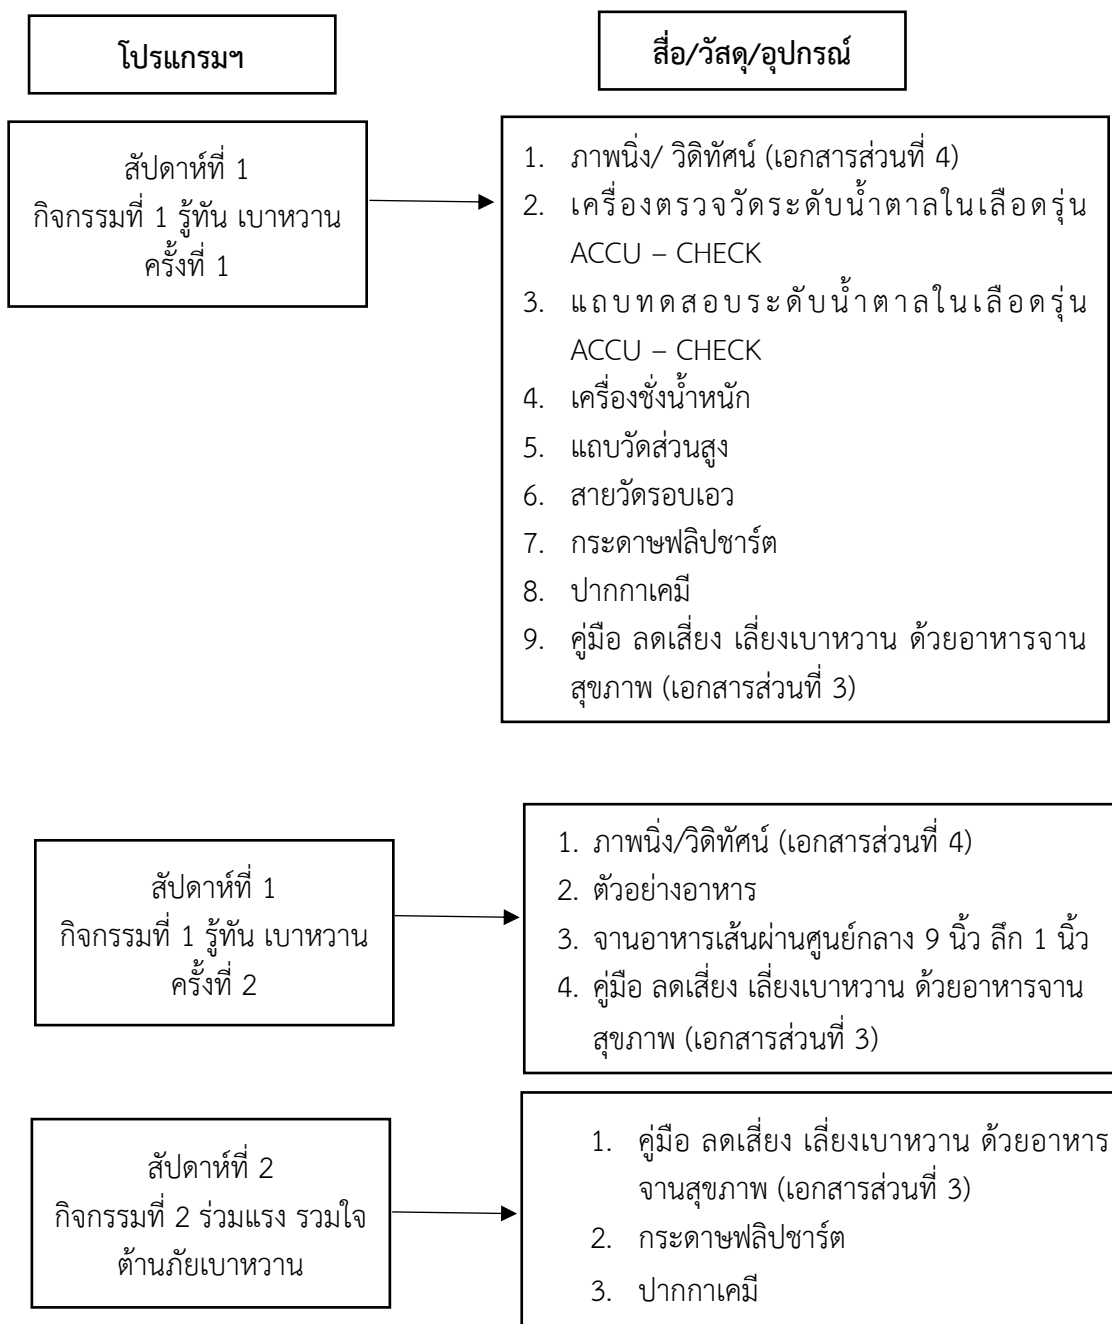 โปรแกรมฯ
สื่อ/วัสดุ/อุปกรณ์
สัปดาห์ที่ 1
กิจกรรมที่ 1 รู้ทัน เบาหวาน
ครั้งที่ 1
1. ภาพนิ่ง/ วิดิทัศน์ (เอกสารส่วนที่ 4)
2. เครื่องตรวจวัดระดับน้ำตาลในเลือดรุ่น
ACCU – CHECK
3. แถบทดสอบระดับน้ำตาลในเลือดรุ่น
ACCU – CHECK
4. เครื่องชั่งน้ำหนัก
5. แถบวัดส่วนสูง
6. สายวัดรอบเอว
7. กระดาษฟลิปชาร์ต
8. ปากกาเคมี
9. คู่มือ ลดเสี่ยง เลี่ยงเบาหวาน ด้วยอาหารจาน
สุขภาพ (เอกสารส่วนที่ 3)
สัปดาห์ที่ 1
กิจกรรมที่ 1 รู้ทัน เบาหวาน
ครั้งที่ 2
1. ภาพนิ่ง/วิดิทัศน์ (เอกสารส่วนที่ 4)
2. ตัวอย่างอาหาร
3. จานอาหารเส้นผ่านศูนย์กลาง 9 นิ้ว ลึก 1 นิ้ว
4. คู่มือ ลดเสี่ยง เลี่ยงเบาหวาน ด้วยอาหารจาน
สุขภาพ (เอกสารส่วนที่ 3)
สัปดาห์ที่ 2
กิจกรรมที่ 2 ร่วมแรง รวมใจ
ต้านภัยเบาหวาน
1. คู่มือ ลดเสี่ยง เลี่ยงเบาหวาน ด้วยอาหาร
จานสุขภาพ (เอกสารส่วนที่ 3)
2. กระดาษฟลิปชาร์ต
3. ปากกาเคมี